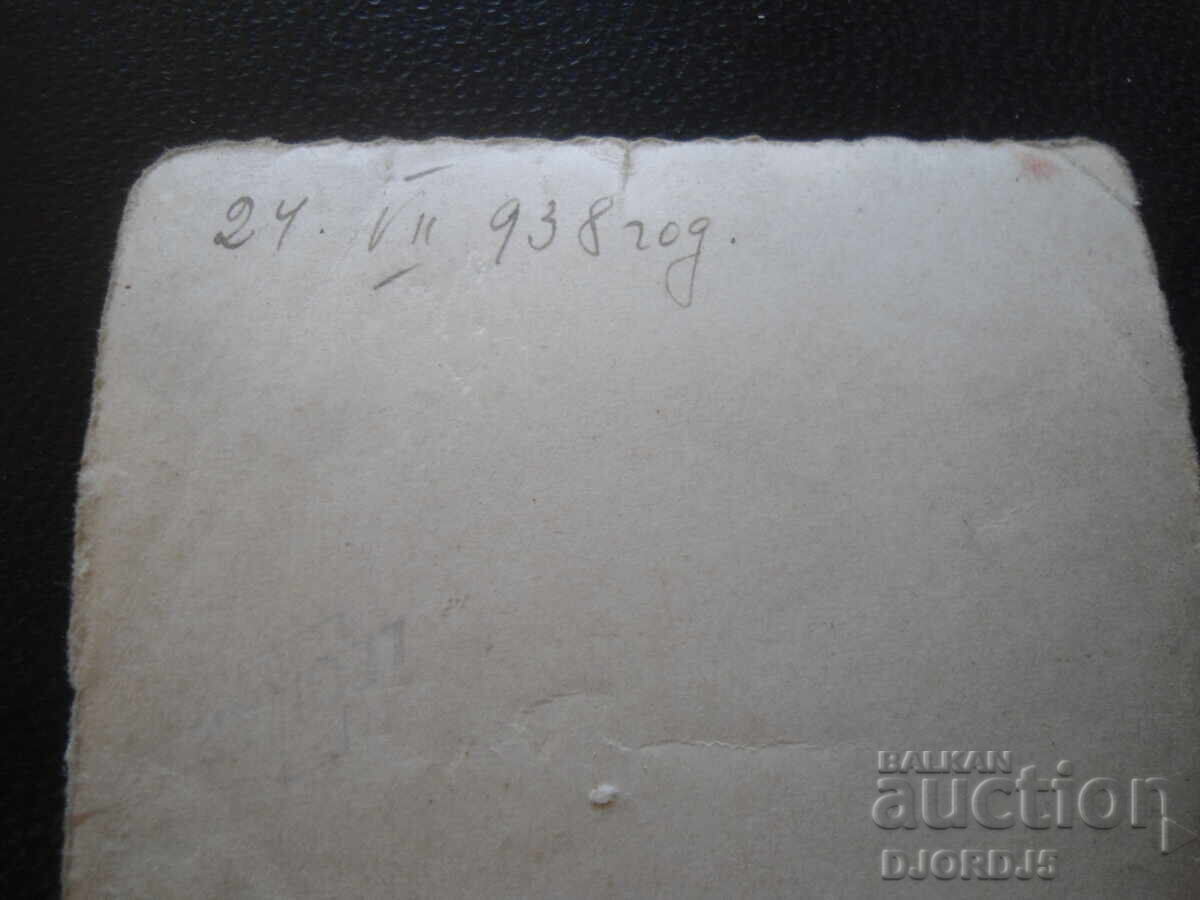 24. VII 938 год.
BALKAN
auction
DJORDJ5